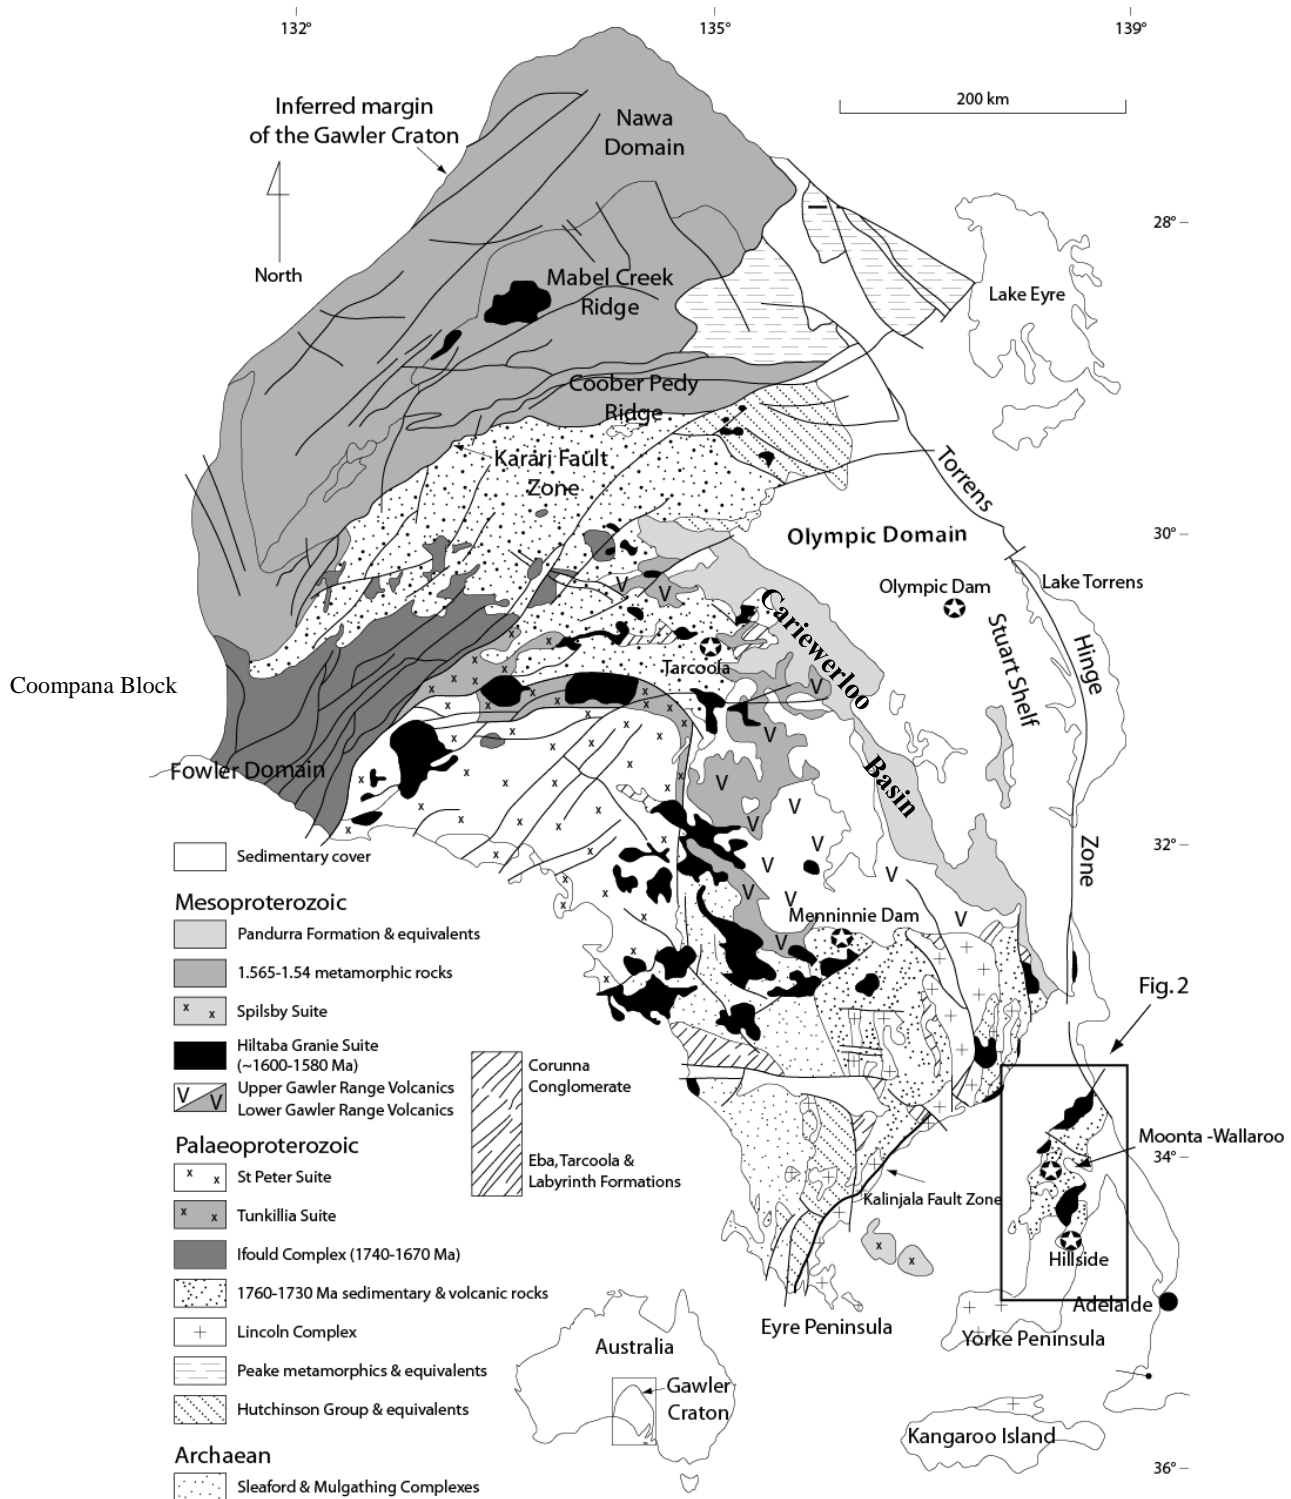 132°
135°
139°
Inferred margin
of the Gawler Craton
Nawa
Domain
200 km
28°
North
Mabel Creek
Ridge
Lake Eyre
Coober Pedy
Ridge
Karari Fault
Zone
Torrens
Olympic Domain
30°
Olympic Dam
Lake Torrens
Cariewerloo
Stuart Shelf
Hinge
Tarcoola
Coompana Block
Fowler Domain
Basin
Zone
32°
Menninnie Dam
Fig. 2
Sedimentary cover
Mesoproterozoic
Pandurra Formation & equivalents
1.565-1.54 metamorphic rocks
Spilsby Suite
Hiltaba Granie Suite
(~1600-1580 Ma)
Upper Gawler Range Volcanics
Lower Gawler Range Volcanics
Corunna
Conglomerate
Eba, Tarcoola &
Labyrinth Formations
Palaeoproterozoic
St Peter Suite
Tunkillia Suite
Ifould Complex (1740-1670 Ma)
1760-1730 Ma sedimentary & volcanic rocks
Lincoln Complex
Peake metamorphics & equivalents
Hutchinson Group & equivalents
Archaean
Sleaford & Mulgathing Complexes
Moonta -Wallaroo
34°
Kalinjala Fault Zone
Hillside
Adelaide
Eyre Peninsula
Yorke Peninsula
Australia
Gawler
Craton
Kangaroo Island
36°